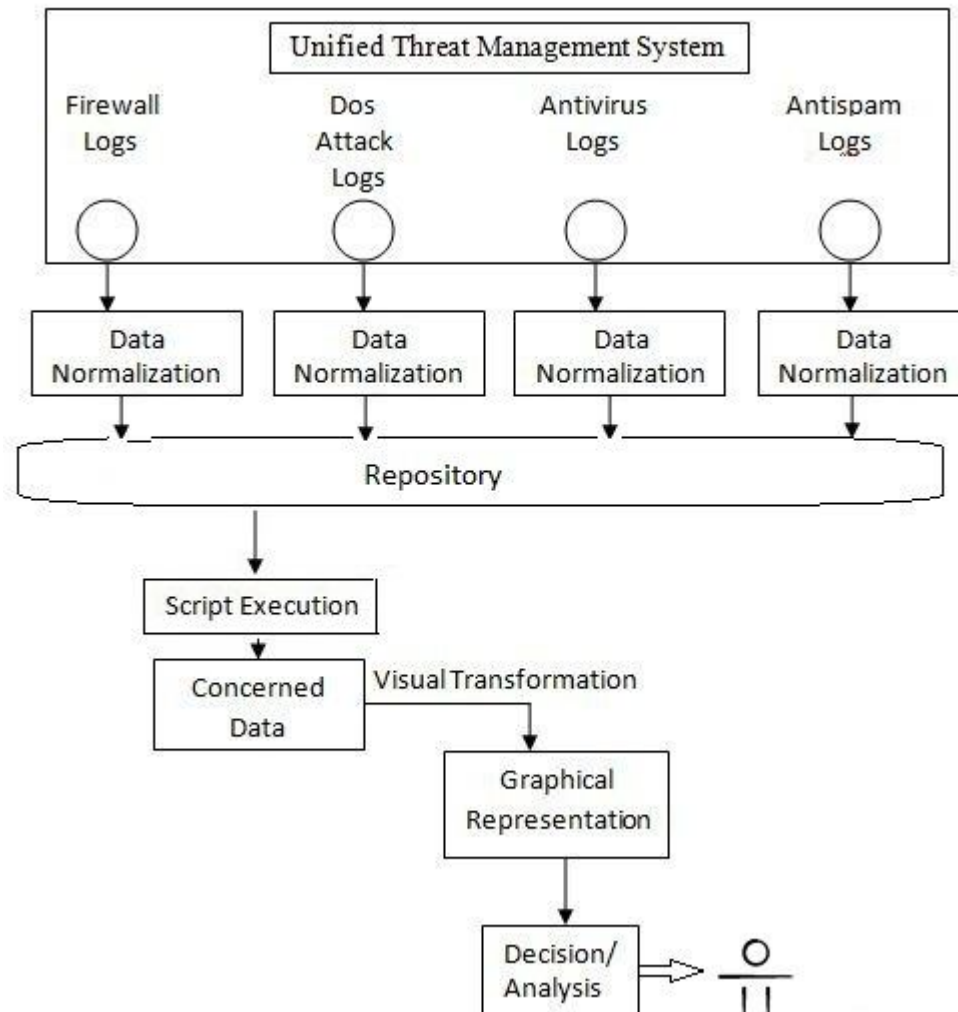 Unified Threat Management System
Firewall
Logs
Dos
Attack
Logs
Antivirus
Logs
Antispam
Logs
Data
Normalization
Data
Normalization
Data
Normalization
Data
Normalization
Repository
Script Execution
Concerned
Data
Visual Transformation
Graphical
Representation
Decision/
Analysis